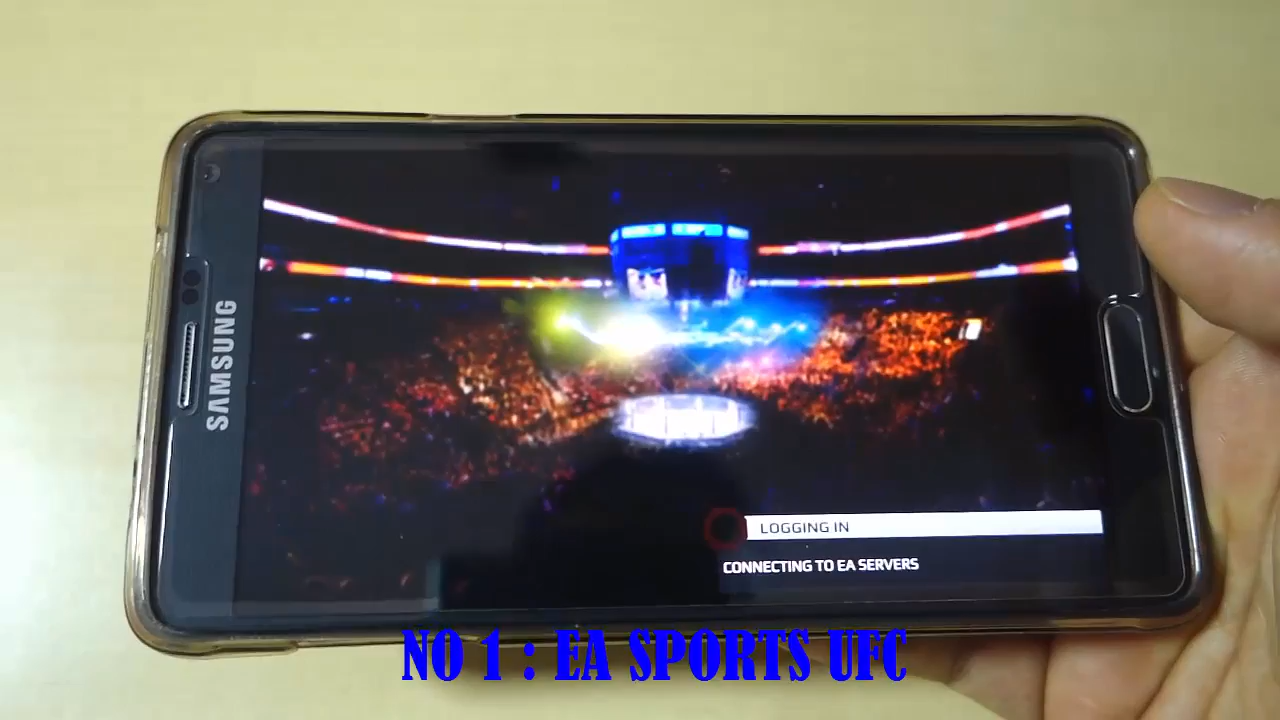 SAMSUNG
LOGGING IN
CONNECTING TO EA SERVERS
NO 1 : EA SPORTS UFC